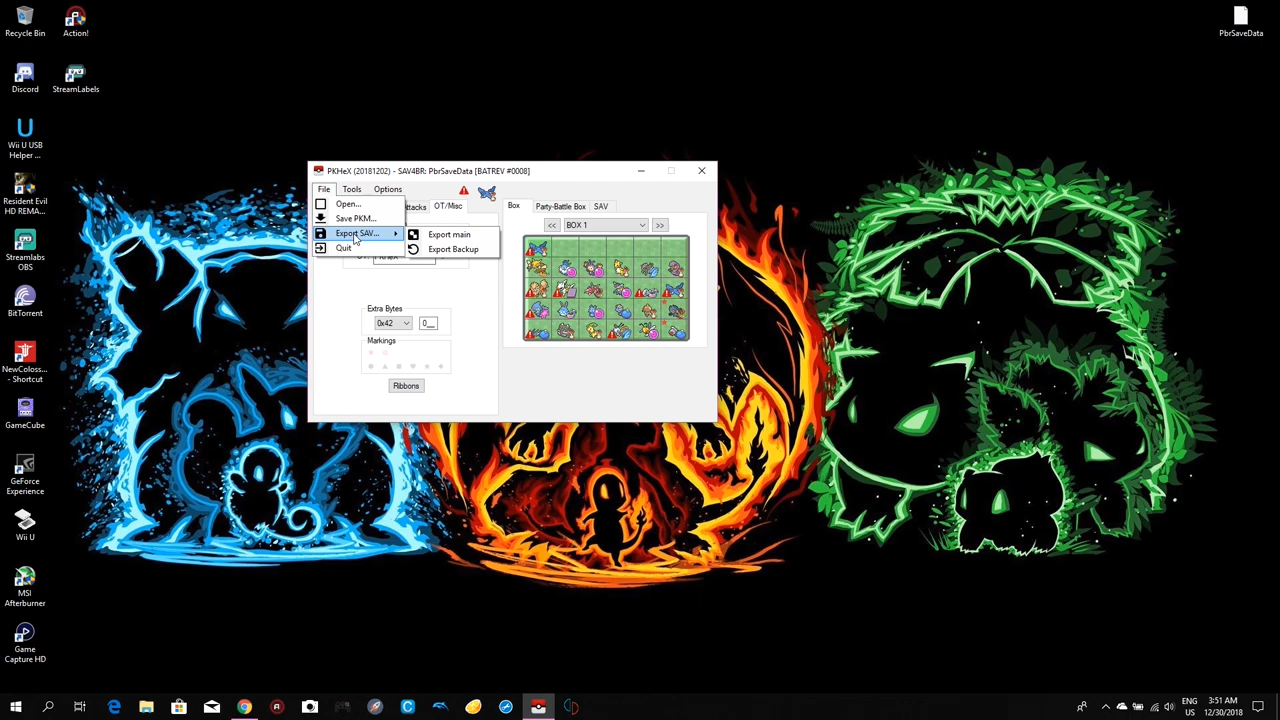 Recycle Bin
Action!
PbrSaveData
Discord
StreamLabels
Wii U USB
Helper ...
Resident Evil
HD REMA...
Streamlabs
OBS
BitTorrent
NewColoss...
- Shortcut
GameCube
GeForce
Experience
Wii U
MSI
Afterburner
Game
Capture HD
PKHeX (20181202) - SAV4BR: PbrSaveData [BATREV #0008]
File Tools Options
Open...
Save PKM...
Export SAV...
Quit
Export main
Export Backup
OT/Misc
Extra Bytes
0x42
0__
Markings
Ribbons
Box Party-Battle Box SAV
<< BOX 1 >>
ENG
US
3:51 AM
12/30/2018